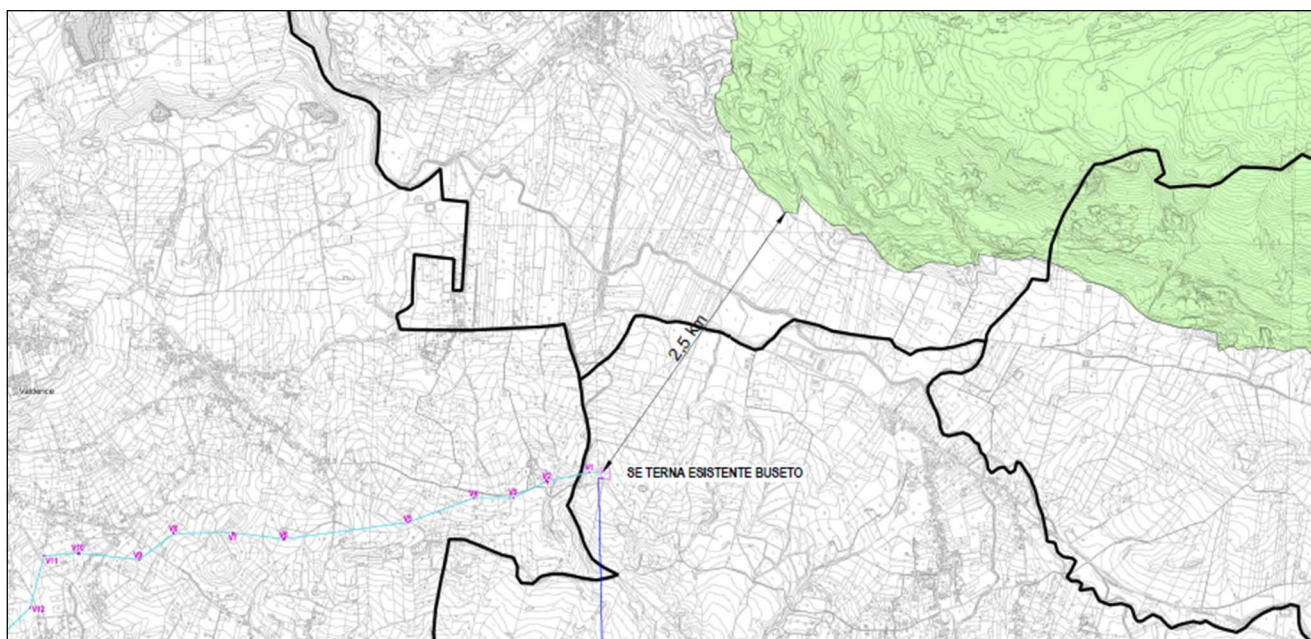 2,5 km
Valderice
V1
SE TERNA ESISTENTE BUSETO
V2
V3
V4
V5
V6
V7
V8
V9
V10
V11
V12